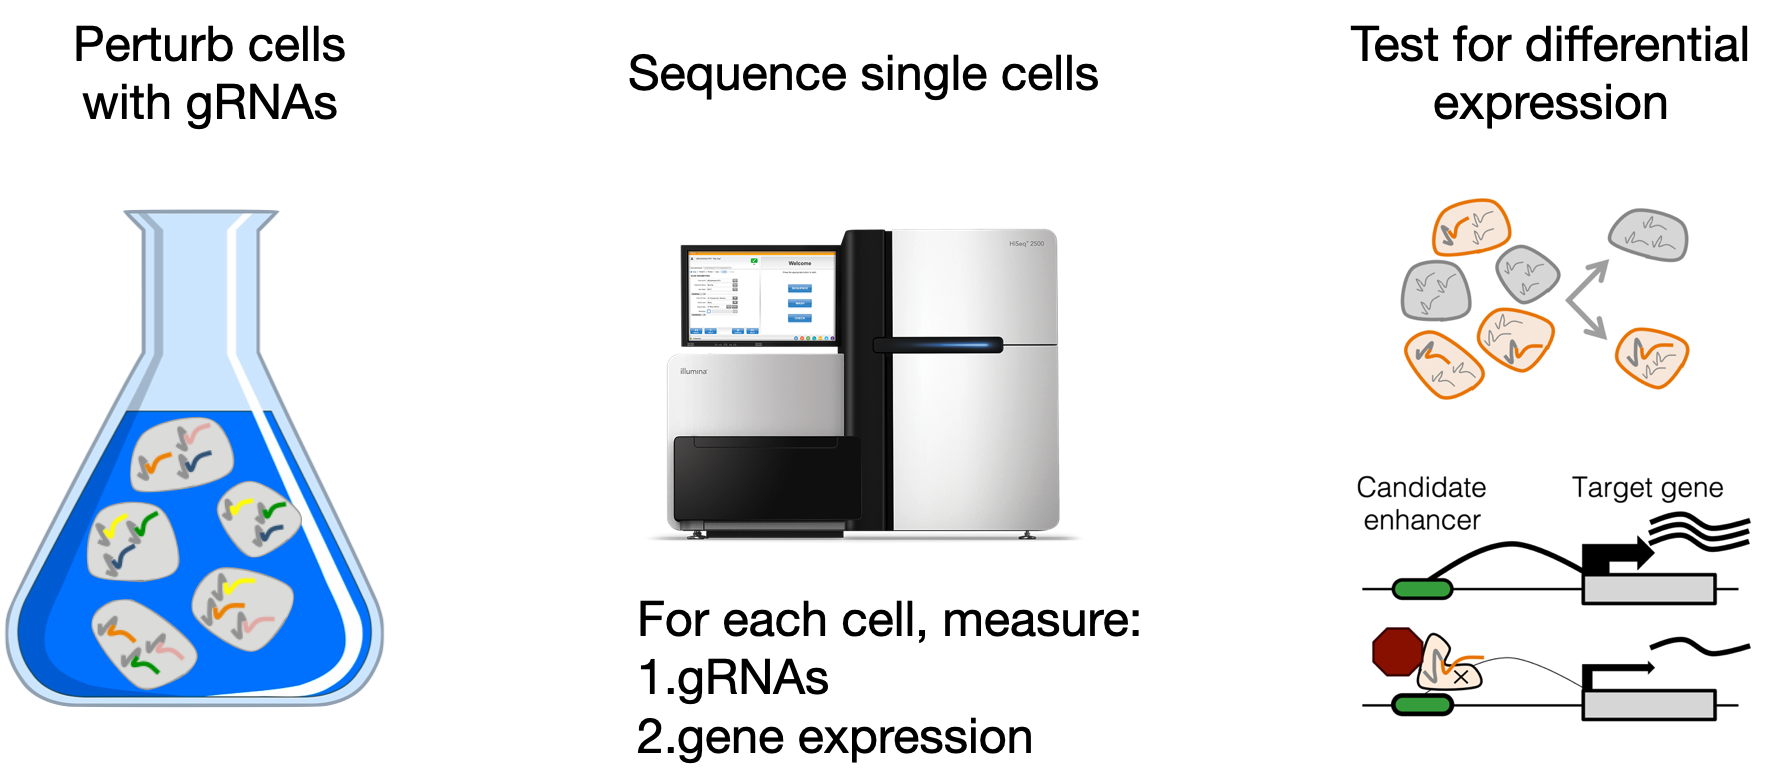 Perturb cells
with gRNAs
Sequence single cells
Test for differential
expression
HiSeq™ 2500
Welcome
illumina
For each cell, measure:
1.gRNAs
2.gene expression
Candidate
enhancer
Target gene